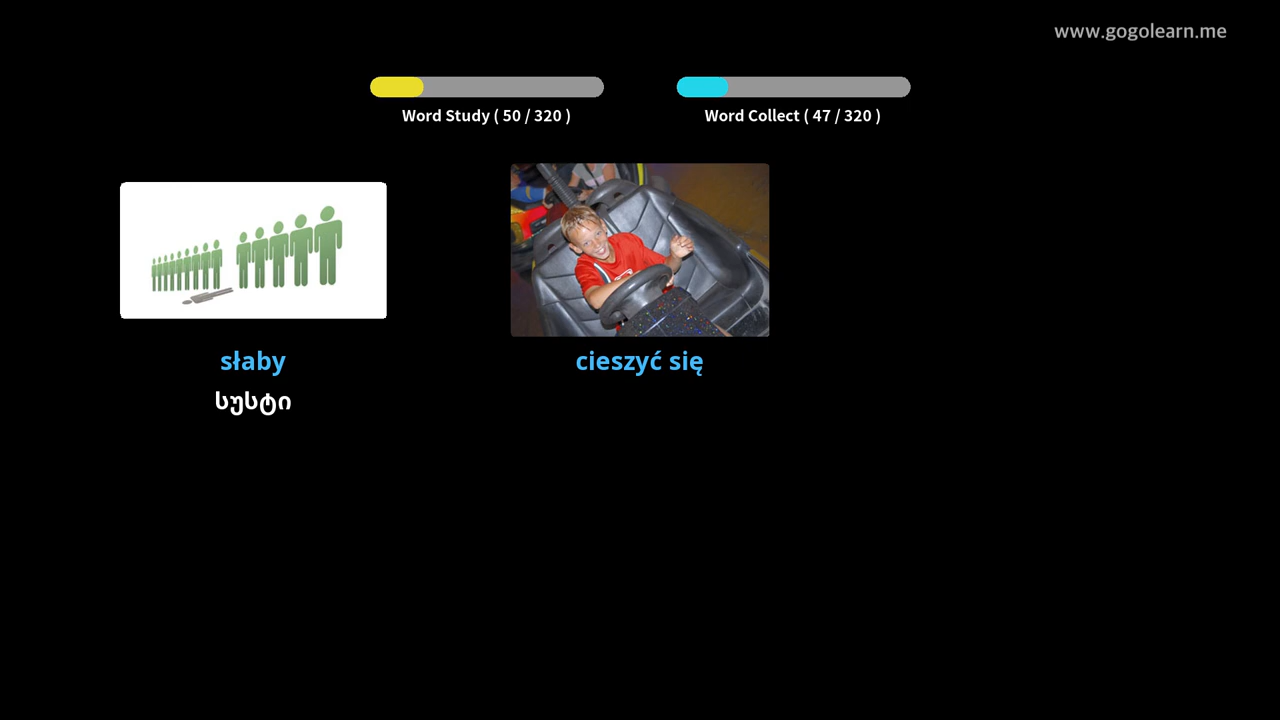 www.gogolearn.me
Word Study ( 50 / 320 )
Word Collect ( 47 / 320 )
słaby
cieszyć się
სუსტი